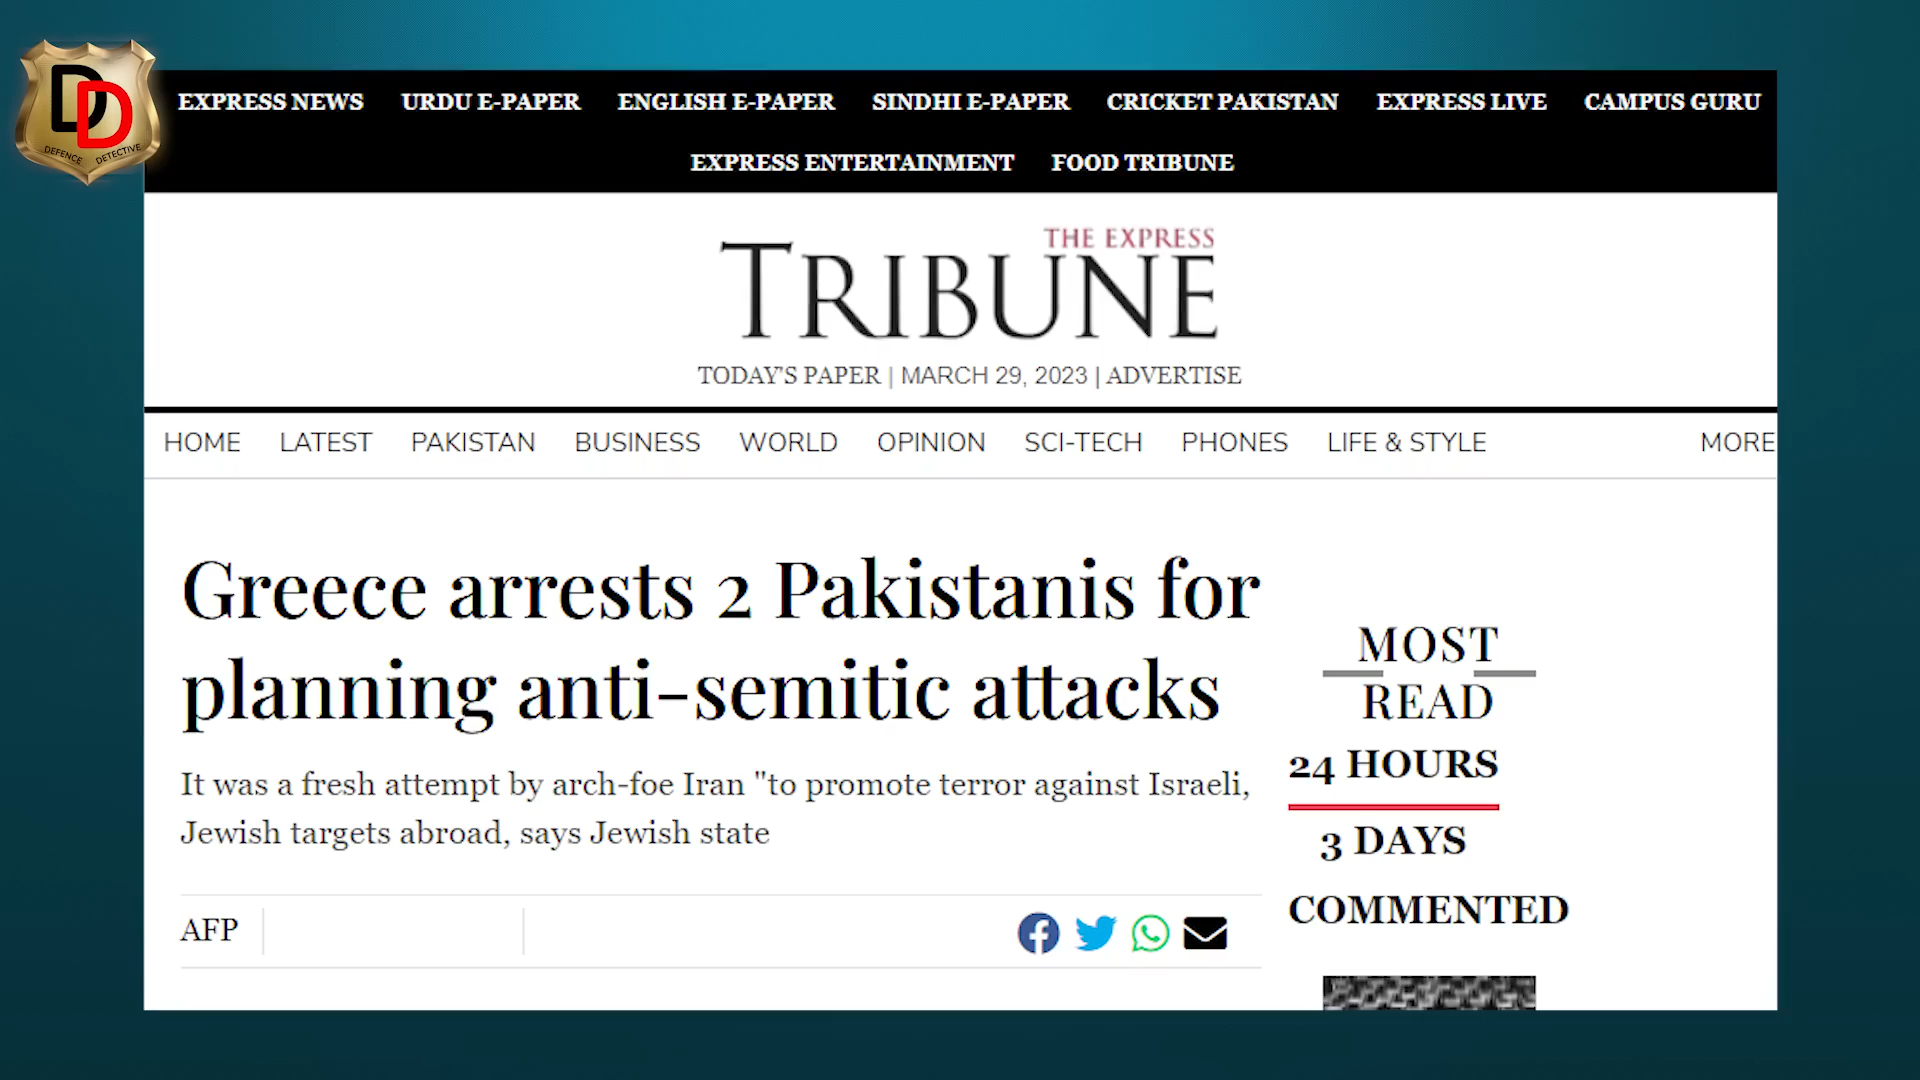 DD
DEFENCE DETECTIVE
EXPRESS NEWS URDU E-PAPER ENGLISH E-PAPER SINDHI E-PAPER CRICKET PAKISTAN EXPRESS LIVE CAMPUS GURU
EXPRESS ENTERTAINMENT FOOD TRIBUNE
THE EXPRESS
TRIBUNE
TODAY'S PAPER | MARCH 29, 2023 | ADVERTISE
HOME LATEST PAKISTAN BUSINESS WORLD OPINION SCI-TECH PHONES LIFE & STYLE MORE
Greece arrests 2 Pakistanis for
planning anti-semitic attacks
It was a fresh attempt by arch-foe Iran "to promote terror against Israeli,
Jewish targets abroad, says Jewish state
AFP
MOST
READ
24 HOURS
3 DAYS
COMMENTED